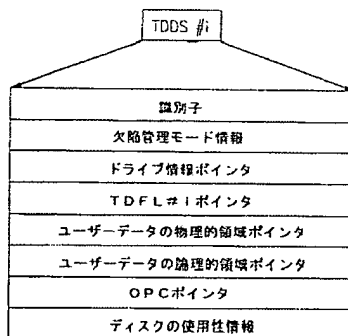 TDDS #i
識別子
欠陥管理モード情報
ドライブ情報ポインタ
TDFL#iポインタ
ユーザーデータの物理的領域ポインタ
ユーザーデータの論理的領域ポインタ
OPCポインタ
ディスクの使用性情報